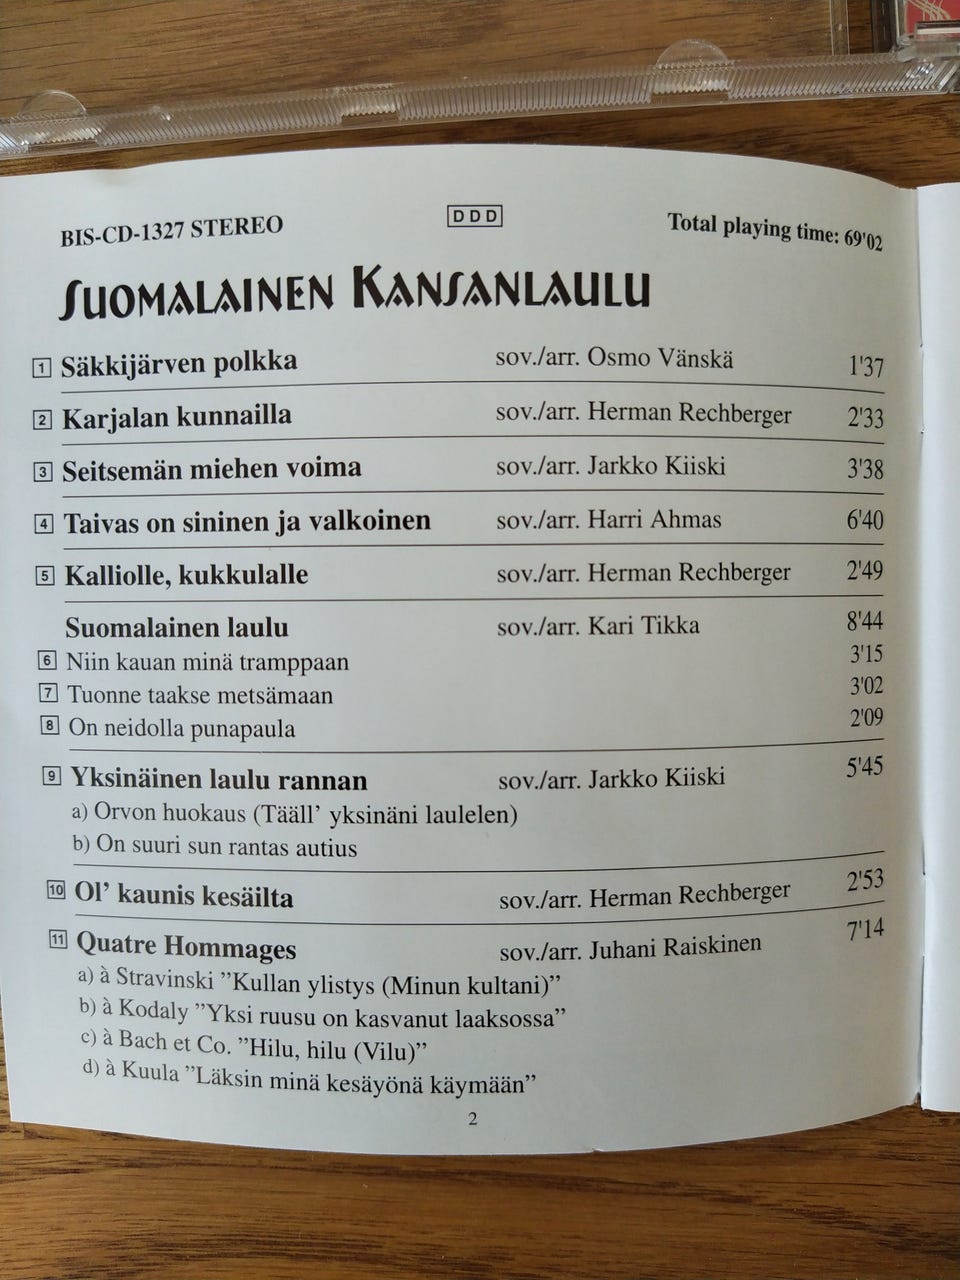 BIS-CD-1327 STEREO DDD Total playing time: 69'02
SUOMALAINEN KANSANLAULU
1 Säkkijärven polkka sov./arr. Osmo Vänskä 1'37
2 Karjalan kunnailla sov./arr. Herman Rechberger 2'33
3 Seitsemän miehen voima sov./arr. Jarkko Kiiski 3'38
4 Taivas on sininen ja valkoinen sov./arr. Harri Ahmas 6'40
5 Kalliolle, kukkulalle sov./arr. Herman Rechberger 2'49
Suomalainen laulu sov./arr. Kari Tikka 8'44
6 Niin kauan minä tramppaan 3'15
7 Tuonne taakse metsämaan 3'02
8 On neidolla punapaula 2'09
9 Yksinäinen laulu rannan sov./arr. Jarkko Kiiski 5'45
a) Orvon huokaus (Tääll' yksinäni laulelen)
b) On suuri sun rantas autius
10 Ol' kaunis kesäilta sov./arr. Herman Rechberger 2'53
11 Quatre Hommages sov./arr. Juhani Raiskinen 7'14
a) à Stravinski ”Kullan ylistys (Minun kultani)”
b) à Kodaly ”Yksi ruusu on kasvanut laaksossa”
c) à Bach et Co. ”Hilu, hilu (Vilu)”
d) à Kuula ”Läksin minä kesäyönä käymään”
2